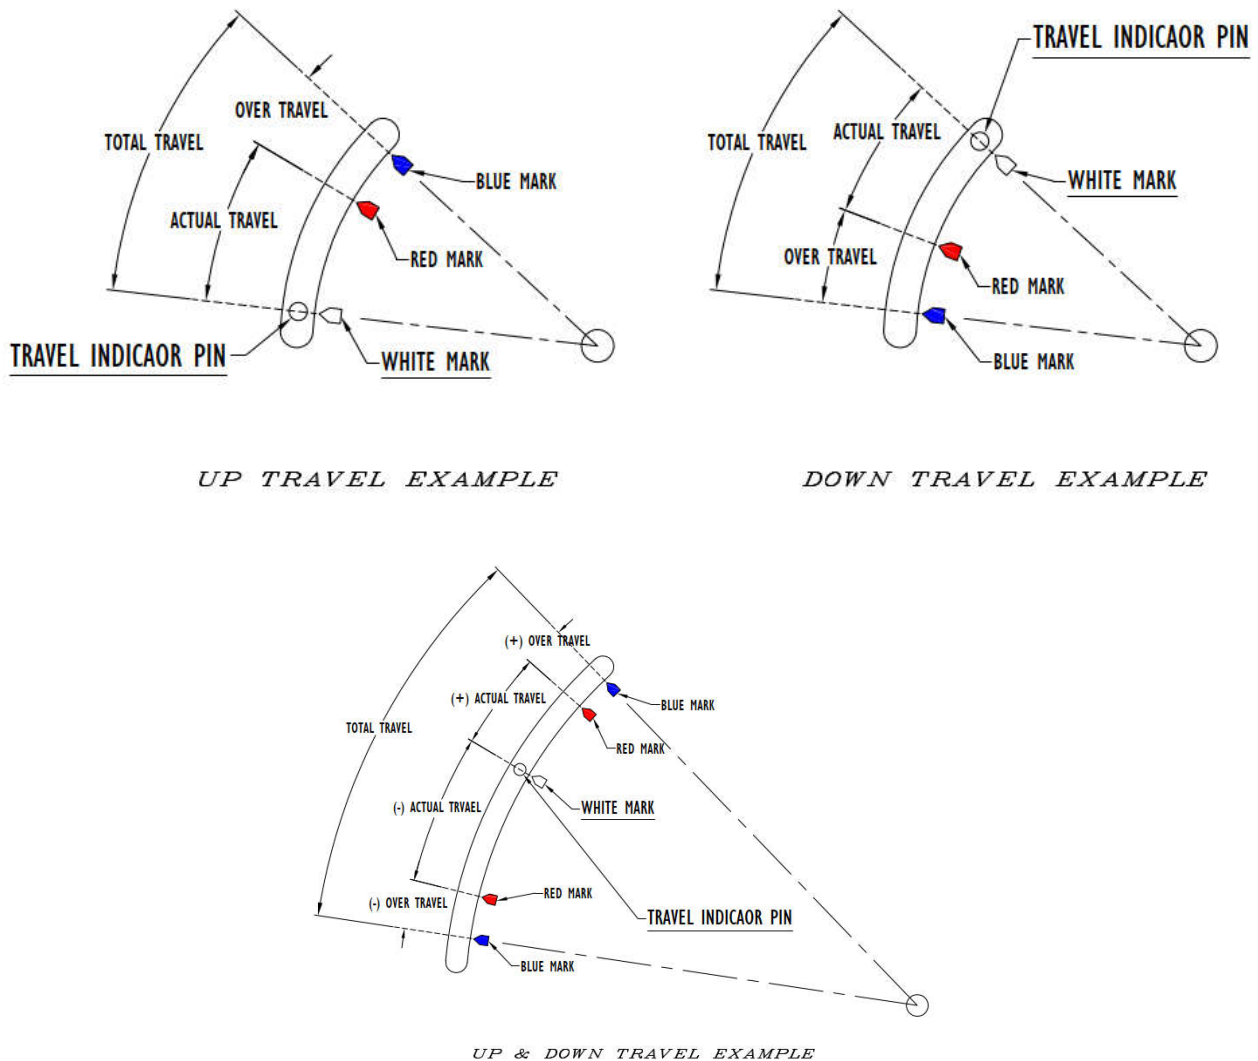 TRAVEL INDICAOR PIN
OVER TRAVEL
TOTAL TRAVEL
ACTUAL TRAVEL
BLUE MARK
RED MARK
TRAVEL INDICAOR PIN
WHITE MARK
UP TRAVEL EXAMPLE
ACTUAL TRAVEL
TOTAL TRAVEL
WHITE MARK
OVER TRAVEL
RED MARK
BLUE MARK
DOWN TRAVEL EXAMPLE
(+) OVER TRAVEL
(+) ACTUAL TRAVEL
BLUE MARK
TOTAL TRAVEL
RED MARK
(-) ACTUAL TRVAEL
WHITE MARK
RED MARK
(-) OVER TRAVEL
TRAVEL INDICAOR PIN
BLUE MARK
UP & DOWN TRAVEL EXAMPLE